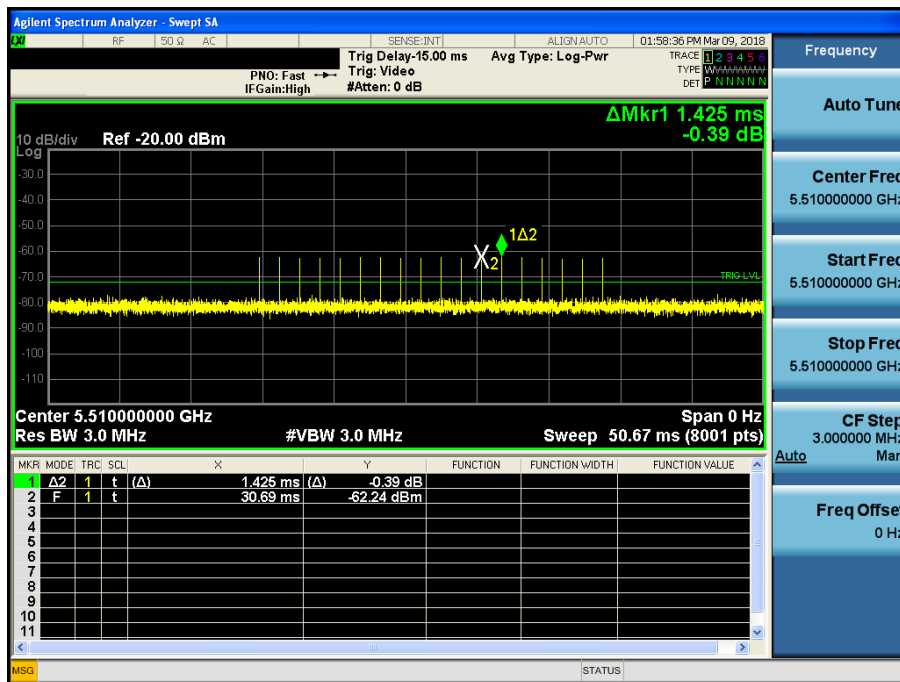 Agilent Spectrum Analyzer - Swept SA
LXI RF 50 Ω AC SENSE:INT ALIGNAUTO 01:58:36 PM Mar 09, 2018
Trig Delay-15.00 ms Avg Type: Log-Pwr TRACE 1 2 3 4 5 6
PNO: Fast Trig: Video TYPE WWWWWW
IFGain:High #Atten: 0 dB DET P N N N N N
Frequency
Auto Tune
ΔMkr1 1.425 ms
-0.39 dB
10 dB/div Ref -20.00 dBm
Log
-30.0
-40.0
-50.0
-60.0
-70.0
-80.0
-90.0
-100
-110
1Δ2
2
TRIG LVL
Center 5.510000000 GHz Span 0 Hz
Res BW 3.0 MHz #VBW 3.0 MHz Sweep 50.67 ms (8001 pts)
Center Freq
5.510000000 GHz
Start Freq
5.510000000 GHz
Stop Freq
5.510000000 GHz
CF Step
3.000000 MHz
Auto Man
Freq Offset
0 Hz
MKR MODE TRC SCL X Y FUNCTION FUNCTION WIDTH FUNCTION VALUE
1 Δ2 1 t (Δ) 1.425 ms (Δ) -0.39 dB
2 F 1 t 30.69 ms -62.24 dBm
3
4
5
6
7
8
9
10
11
MSG STATUS